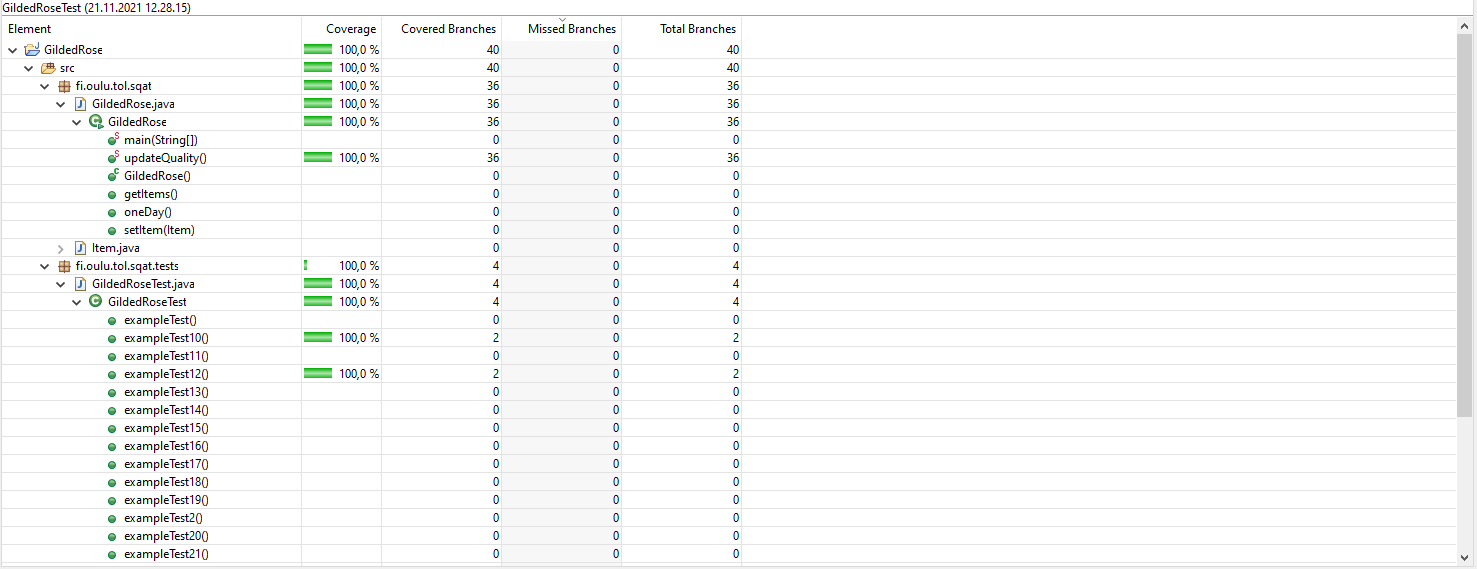 GildedRoseTest (21.11.2021 12.28.15)
Element Coverage Covered Branches Missed Branches Total Branches
GildedRose 100,0 % 40 0 40
src 100,0 % 40 0 40
fi.oulu.tol.sqat 100,0 % 36 0 36
GildedRose.java 100,0 % 36 0 36
GildedRose 100,0 % 36 0 36
main(String[]) 0 0 0
updateQuality() 100,0 % 36 0 36
GildedRose() 0 0 0
getItems() 0 0 0
oneDay() 0 0 0
setItem(Item) 0 0 0
Item.java 0 0 0
fi.oulu.tol.sqat.tests 100,0 % 4 0 4
GildedRoseTest.java 100,0 % 4 0 4
GildedRoseTest 100,0 % 4 0 4
exampleTest() 0 0 0
exampleTest10() 100,0 % 2 0 2
exampleTest11() 0 0 0
exampleTest12() 100,0 % 2 0 2
exampleTest13() 0 0 0
exampleTest14() 0 0 0
exampleTest15() 0 0 0
exampleTest16() 0 0 0
exampleTest17() 0 0 0
exampleTest18() 0 0 0
exampleTest19() 0 0 0
exampleTest2() 0 0 0
exampleTest20() 0 0 0
exampleTest21() 0 0 0